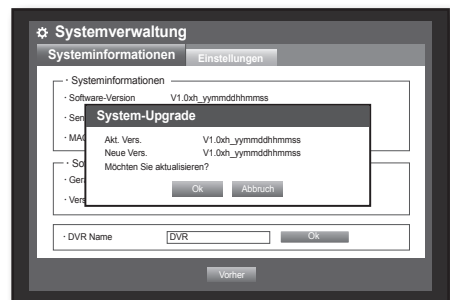 Systemverwaltung
Systeminformationen Einstellungen
· Systeminformationen
· Software-Version V1.0xh_yymmddhhmmss
System-Upgrade
Akt. Vers. V1.0xh_yymmddhhmmss
Neue Vers. V1.0xh_yymmddhhmmss
Möchten Sie aktualisieren?
Ok Abbruch
· DVR Name DVR Ok
Vorher